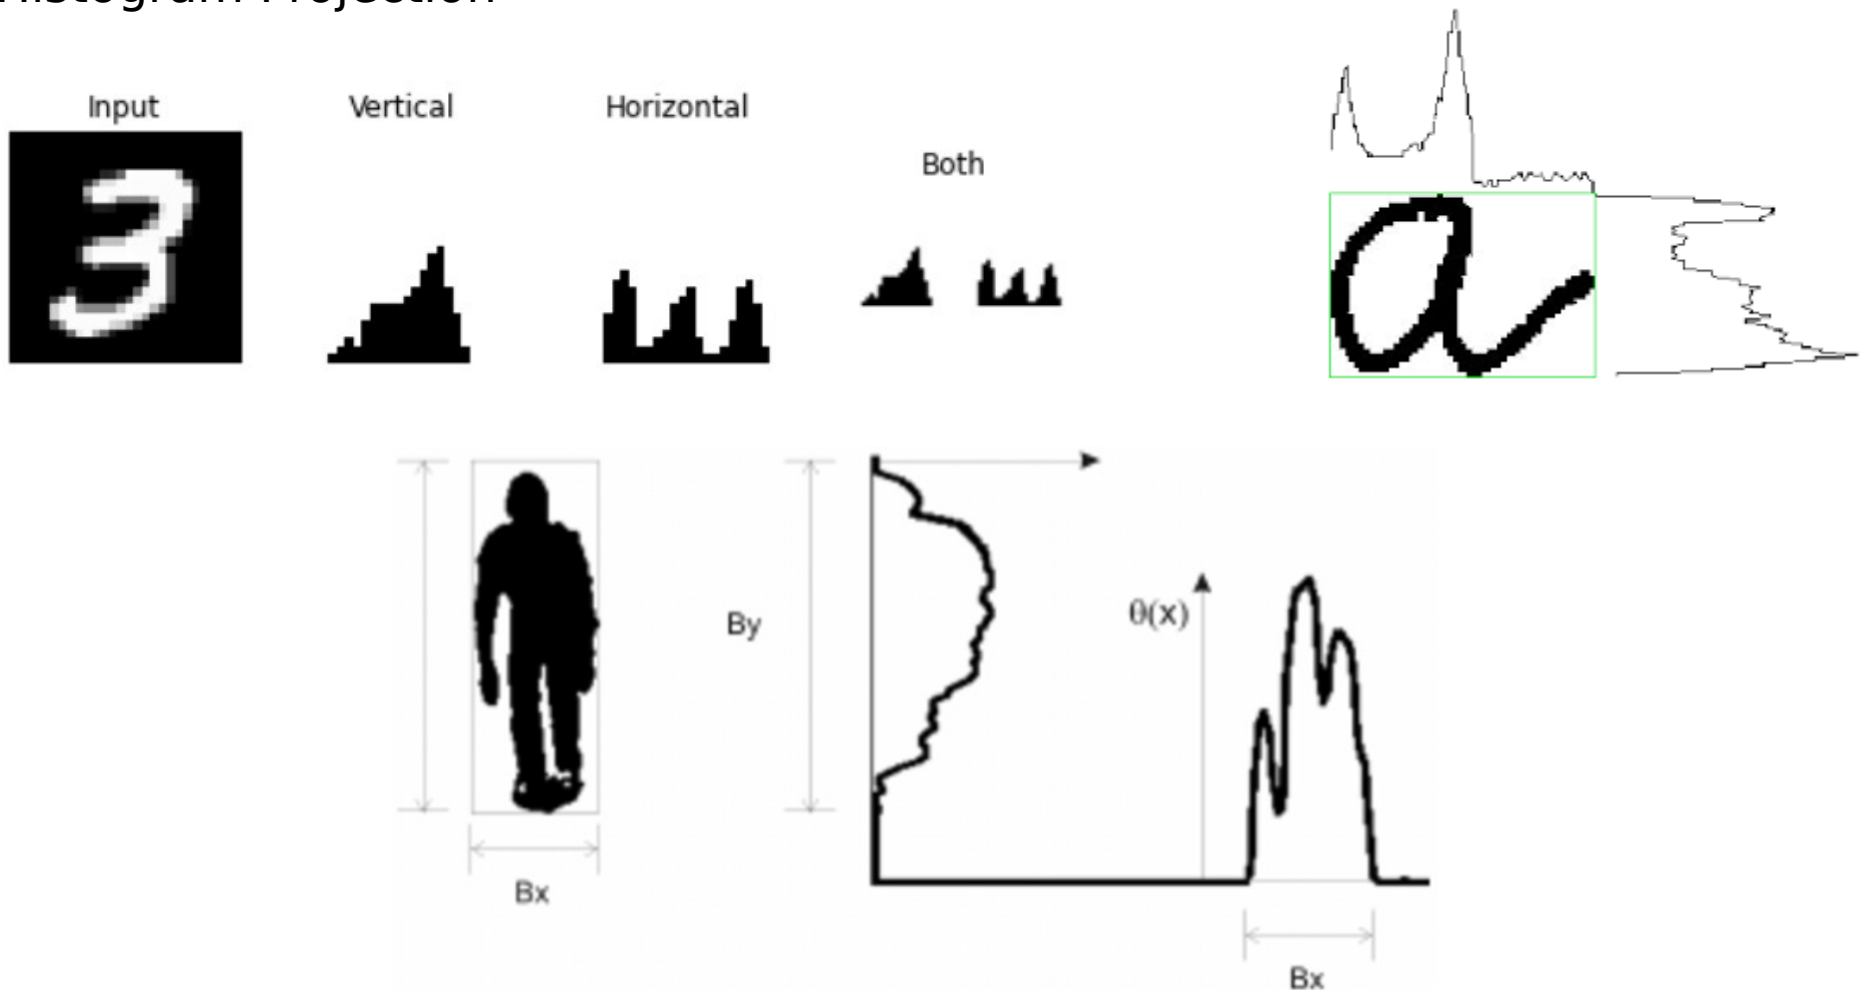 Histogram Projection
Input
Vertical
Horizontal
Both
By
θ(x)
Bx
Bx